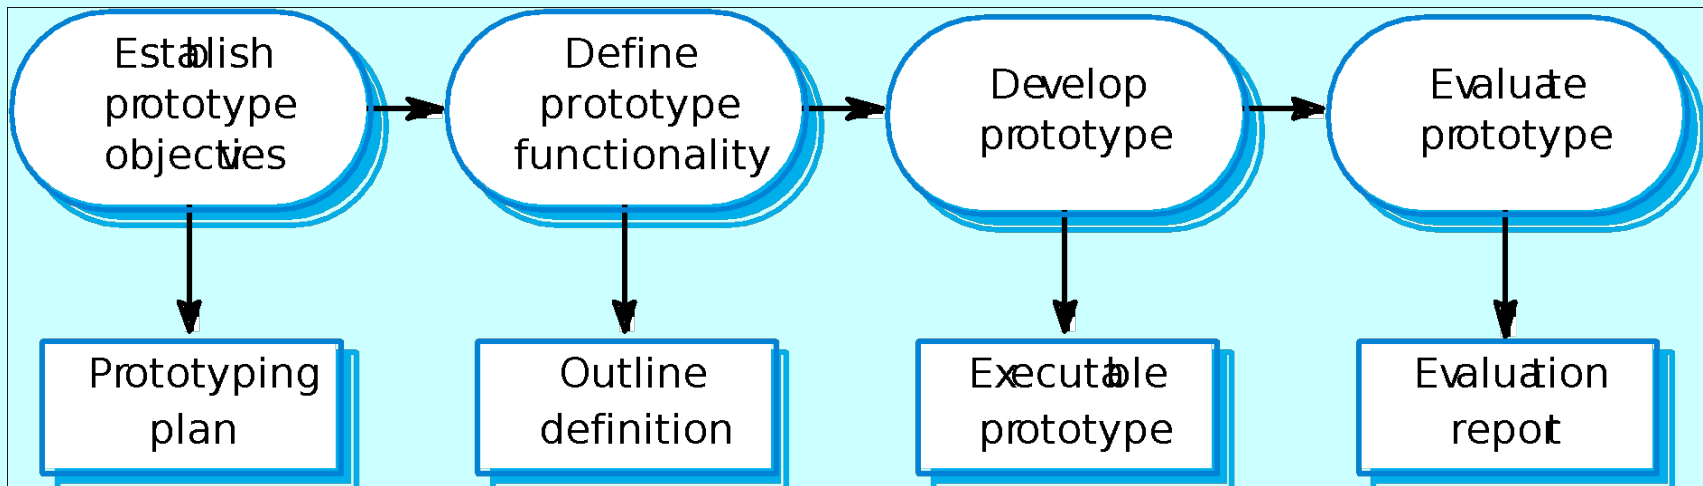 Establish
prototype
objectives
Define
prototype
functionality
Develop
prototype
Evaluate
prototype
Prototyping
plan
Outline
definition
Executable
prototype
Evaluation
report